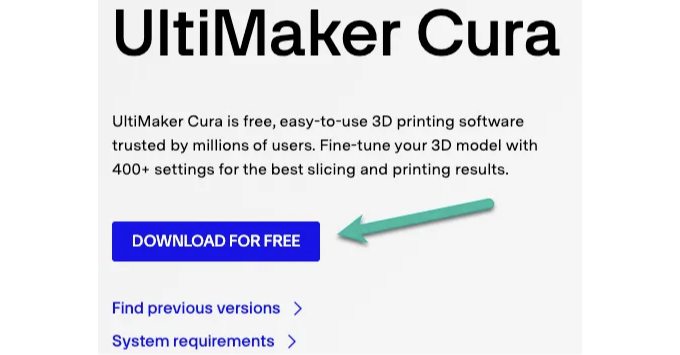 UltiMaker Cura
UltiMaker Cura is free, easy-to-use 3D printing software
trusted by millions of users. Fine-tune your 3D model with
400+ settings for the best slicing and printing results.
DOWNLOAD FOR FREE
Find previous versions
System requirements